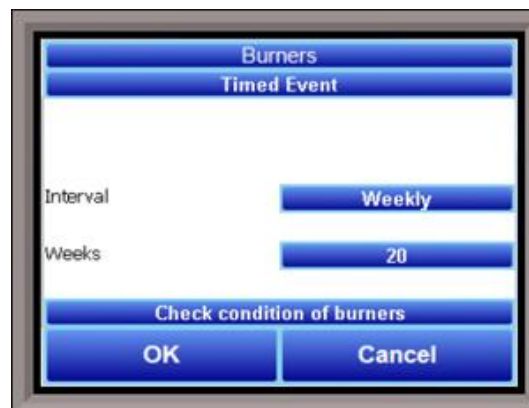 Burners
Timed Event
Interval Weekly
Weeks 20
Check condition of burners
OK Cancel